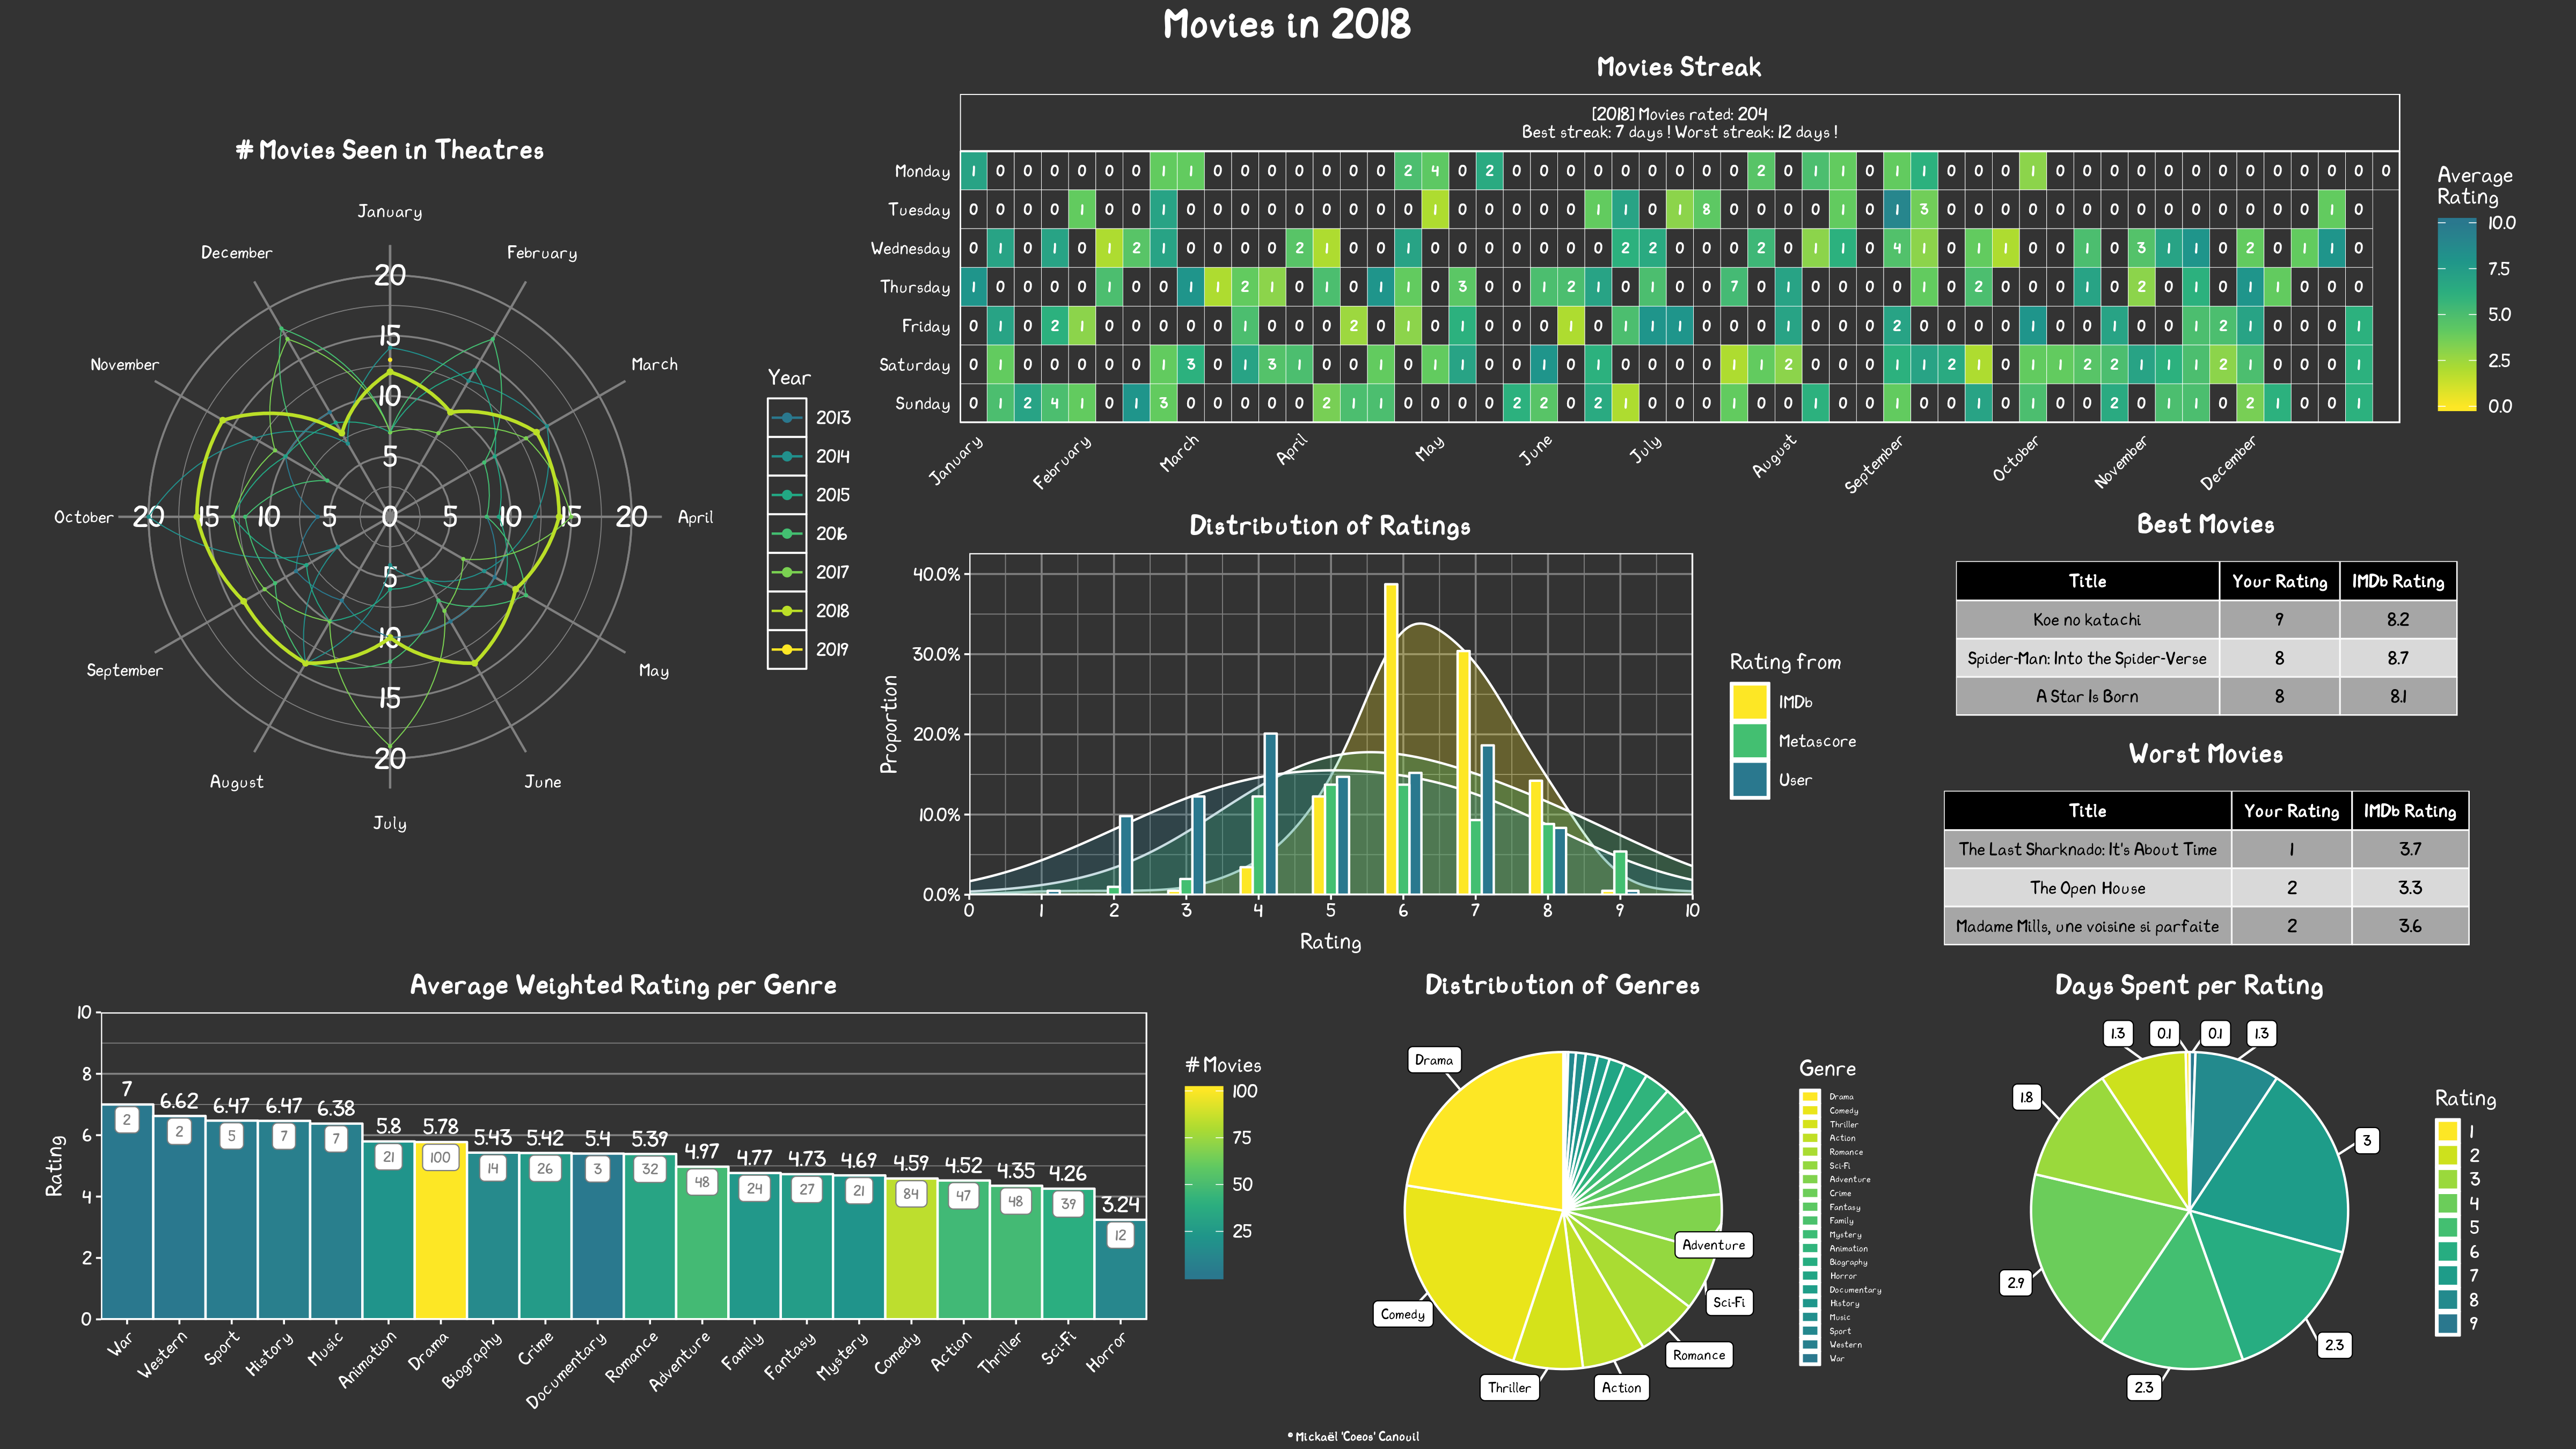 Movies in 2018
# Movies Seen in Theatres
January
February
March
April
May
June
July
August
September
October
November
December
20
15
10
5
20 15 10 5 0 5 10 15 20
5
10
15
20
Year
2013
2014
2015
2016
2017
2018
2019
Movies Streak
[2018] Movies rated: 204
Best streak: 7 days ! Worst streak: 12 days !
Monday 1 0 0 0 0 0 0 1 1 0 0 0 0 0 0 0 2 4 0 2 0 0 0 0 0 0 0 0 0 2 0 1 1 0 1 1 0 0 0 1 0 0 0 0 0 0 0 0 0 0 0 0 0
Tuesday 0 0 0 0 1 0 0 1 0 0 0 0 0 0 0 0 0 1 0 0 0 0 0 1 1 0 1 8 0 0 0 0 1 0 1 3 0 0 0 0 0 0 0 0 0 0 0 0 0 0 1 0
Wednesday 0 1 0 1 0 1 2 1 0 0 0 0 2 1 0 0 1 0 0 0 0 0 0 0 2 2 0 0 0 2 0 1 1 0 4 1 0 1 1 0 0 1 0 3 1 1 0 2 0 1 1 0
Thursday 1 0 0 0 0 1 0 0 1 1 2 1 0 1 0 1 1 0 3 0 0 1 2 1 0 1 0 0 7 0 1 0 0 0 0 1 0 2 0 0 0 1 0 2 0 1 0 1 1 0 0 0
Friday 0 1 0 2 1 0 0 0 0 0 1 0 0 0 2 0 1 0 1 0 0 0 1 0 1 1 1 0 0 0 1 0 0 0 2 0 0 0 0 1 0 0 1 0 0 1 2 1 0 0 0 1
Saturday 0 1 0 0 0 0 0 1 3 0 1 3 1 0 0 1 0 1 1 0 0 1 0 1 0 0 0 0 1 1 2 0 0 0 1 1 2 1 0 1 1 2 2 1 1 1 2 1 0 0 0 1
Sunday 0 1 2 4 1 0 1 3 0 0 0 0 0 2 1 1 0 0 0 0 2 2 0 2 1 0 0 0 1 0 0 1 0 0 1 0 0 1 0 1 0 0 2 0 1 1 0 2 1 0 0 1
January February March April May June July August September October November December
Average
Rating
10.0
7.5
5.0
2.5
0.0
Distribution of Ratings
Proportion
40.0%
30.0%
20.0%
10.0%
0.0%
0 1 2 3 4 5 6 7 8 9 10
Rating
Rating from
IMDb
Metascore
User
Best Movies
Title Your Rating IMDb Rating
Koe no katachi 9 8.2
Spider-Man: Into the Spider-Verse 8 8.7
A Star Is Born 8 8.1
Worst Movies
Title Your Rating IMDb Rating
The Last Sharknado: It's About Time 1 3.7
The Open House 2 3.3
Madame Mills, une voisine si parfaite 2 3.6
Average Weighted Rating per Genre
Rating
10
8
6
4
2
0
7 6.62 6.47 6.47 6.38 5.8 5.78 5.43 5.42 5.4 5.39 4.97 4.77 4.73 4.69 4.59 4.52 4.35 4.26 3.24
2 2 5 7 7 21 100 14 26 3 32 48 24 27 21 84 47 48 39 12
War Western Sport History Music Animation Drama Biography Crime Documentary Romance Adventure Family Fantasy Mystery Comedy Action Thriller Sci-Fi Horror
# Movies
100
75
50
25
Distribution of Genres
Drama
Comedy
Thriller
Action
Romance
Sci-Fi
Adventure
Genre
Drama
Comedy
Thriller
Action
Romance
Sci-Fi
Adventure
Crime
Fantasy
Family
Mystery
Animation
Biography
Horror
Documentary
History
Music
Sport
Western
War
Days Spent per Rating
1.3 0.1 0.1 1.3
1.8
3
2.9
2.3
2.3
Rating
1
2
3
4
5
6
7
8
9
© Mickaël 'Coeos' Canouil